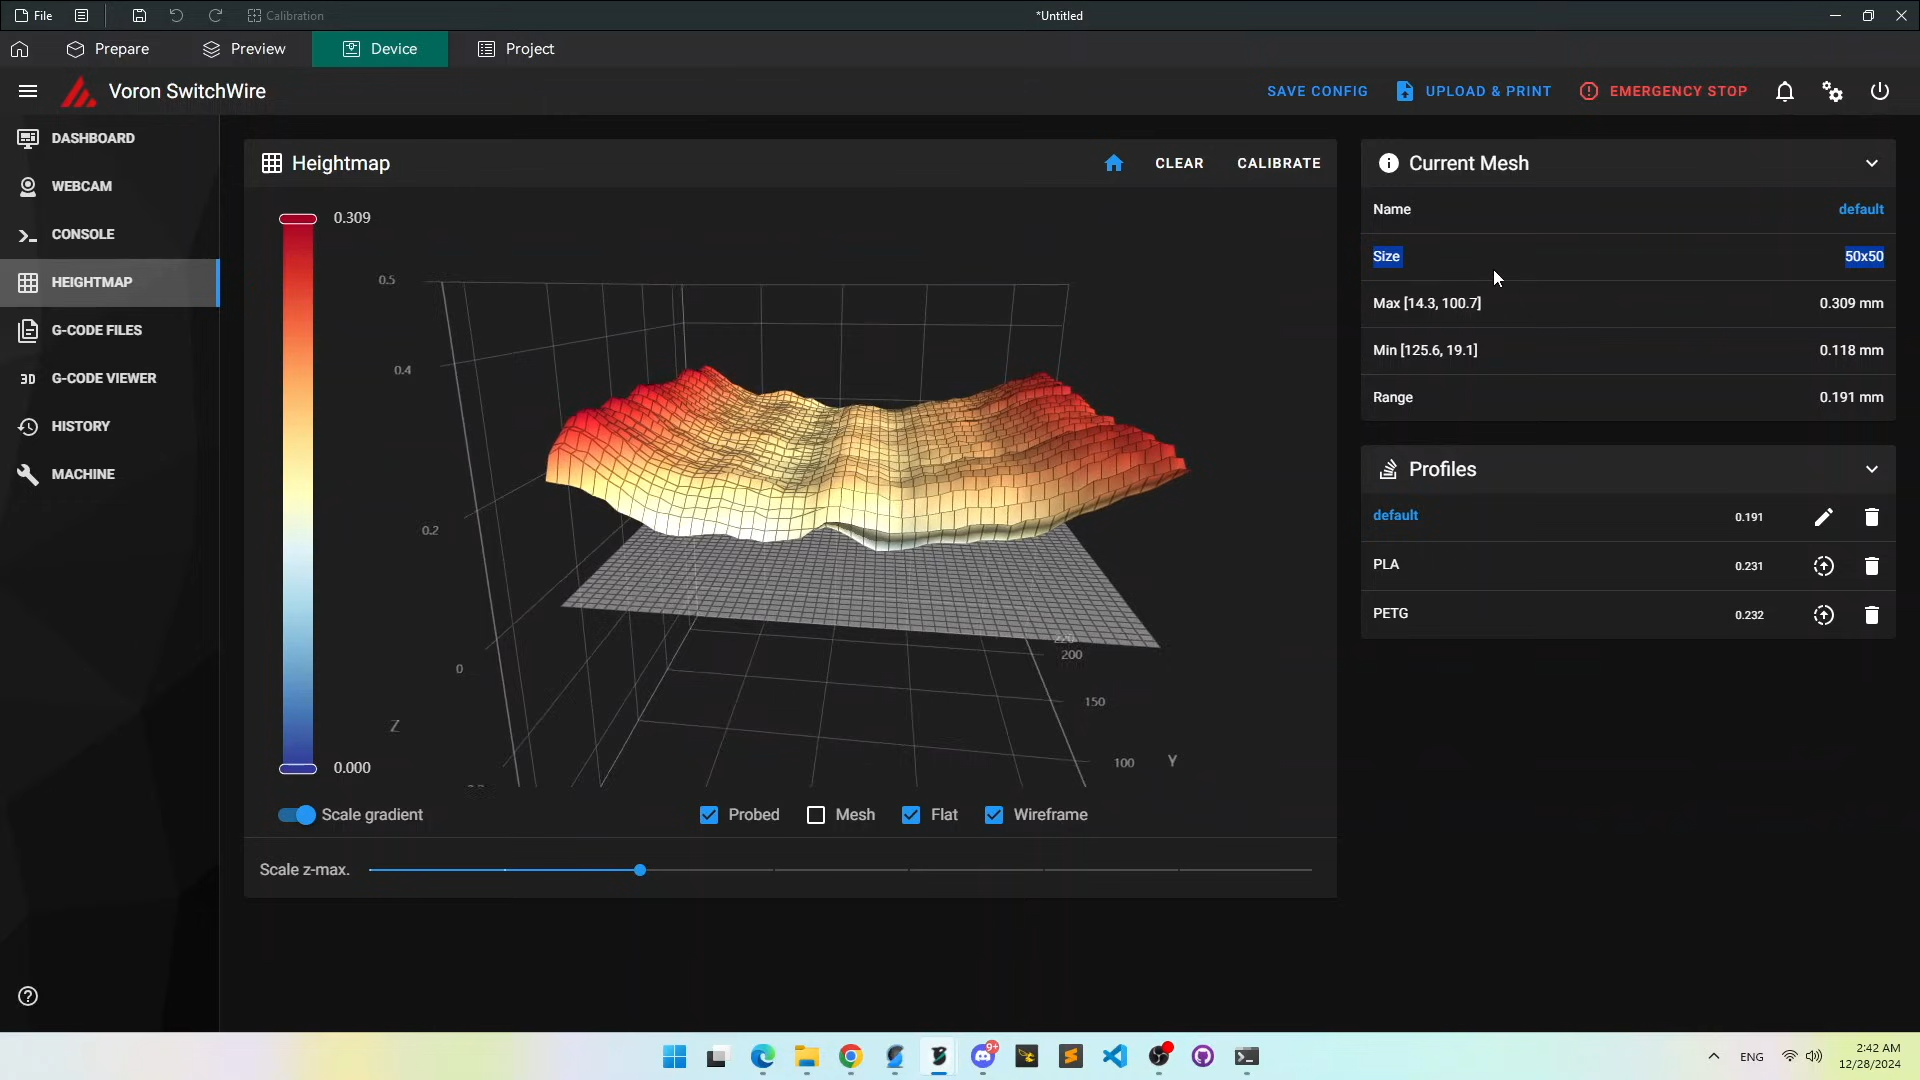 File
Calibration
*Untitled
Prepare
Preview
Device
Project
Voron SwitchWire
SAVE CONFIG
UPLOAD & PRINT
EMERGENCY STOP
DASHBOARD
WEBCAM
CONSOLE
HEIGHTMAP
G-CODE FILES
3D G-CODE VIEWER
HISTORY
MACHINE
Heightmap
CLEAR
CALIBRATE
0.309
0.000
0.5
0.4
0.2
0
Z
220
200
150
100
Y
Scale gradient
Probed
Mesh
Flat
Wireframe
Scale z-max.
Current Mesh
Name default
Size 50x50
Max [14.3, 100.7] 0.309 mm
Min [125.6, 19.1] 0.118 mm
Range 0.191 mm
Profiles
default 0.191
PLA 0.231
PETG 0.232
9+
ENG
2:42 AM
12/28/2024